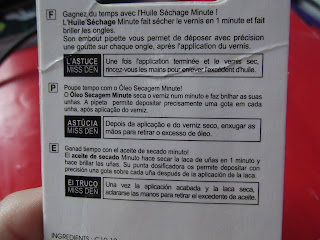 F Gagnez du temps avec l'Huile Séchage Minute !
L'Huile Séchage Minute fait sécher le vernis en 1 minute et fait
briller les ongles.
Son embout pipette vous permet de déposer avec précision
une goutte sur chaque ongle, après l'application du vernis.
L'ASTUCE
MISS DEN
Une fois l'application terminée et le vernis sec,
rincez-vous les mains pour enlever l'excédent d'huile.
P Poupe tempo com o Óleo Secagem Minute!
O Óleo Secagem Minute seca o verniz num minuto e faz brilhar as suas
unhas. A pipeta permite depositar precisamente uma gota em cada
unha, após aplicação do verniz.
ASTÚCIA
MISS DEN
Depois da aplicação e do verniz seco, enxugar as
mãos para retirar o excesso de óleo.
E Ganad tiempo con el aceite de secado minuto!
El aceite de secado Minuto hace secar la laca de uñas en 1 minuto y
hace brillar las uñas. Su punta dosificadora os permite depositar con
precisión una gota sobre cada uña después de la aplicación de la laca.
El TRUCO
MISS DEN
Una vez la aplicación acabada y la laca seca,
aclararse las manos para retirar el excedente de aceite.
INGREDIENTS : C10-13